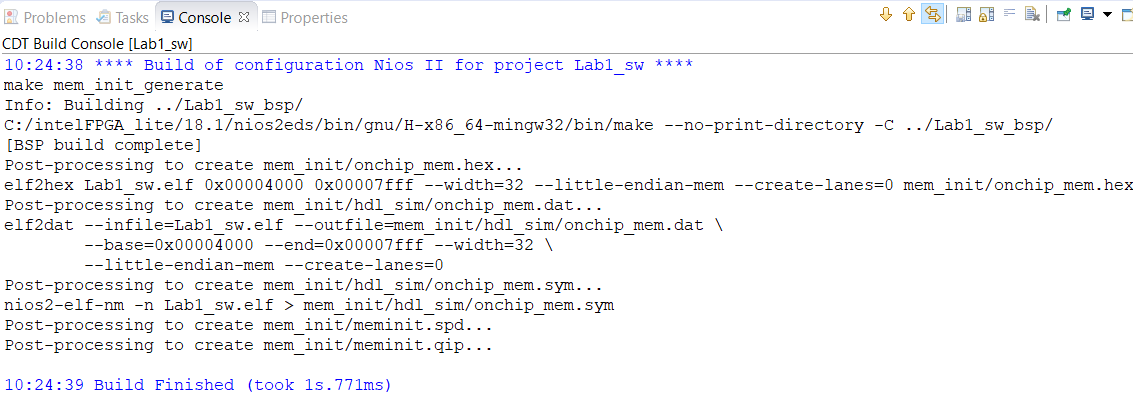 Problems Tasks Console Properties
CDT Build Console [Lab1_sw]
10:24:38 **** Build of configuration Nios II for project Lab1_sw ****
make mem_init_generate
Info: Building ../Lab1_sw_bsp/
C:/intelFPGA_lite/18.1/nios2eds/bin/gnu/H-x86_64-mingw32/bin/make --no-print-directory -C ../Lab1_sw_bsp/
[BSP build complete]
Post-processing to create mem_init/onchip_mem.hex...
elf2hex Lab1_sw.elf 0x00004000 0x00007fff --width=32 --little-endian-mem --create-lanes=0 mem_init/onchip_mem.hex
Post-processing to create mem_init/hdl_sim/onchip_mem.dat...
elf2dat --infile=Lab1_sw.elf --outfile=mem_init/hdl_sim/onchip_mem.dat \
--base=0x00004000 --end=0x00007fff --width=32 \
--little-endian-mem --create-lanes=0
Post-processing to create mem_init/hdl_sim/onchip_mem.sym...
nios2-elf-nm -n Lab1_sw.elf > mem_init/hdl_sim/onchip_mem.sym
Post-processing to create mem_init/meminit.spd...
Post-processing to create mem_init/meminit.qip...
10:24:39 Build Finished (took 1s.771ms)